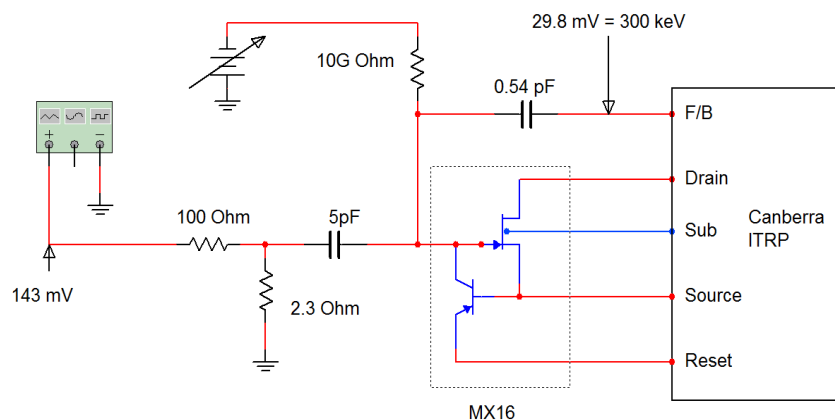 29.8 mV = 300 keV
10G Ohm
0.54 pF
F/B
+
−
Drain
100 Ohm
5pF
Canberra
ITRP
Sub
143 mV
2.3 Ohm
Source
Reset
MX16